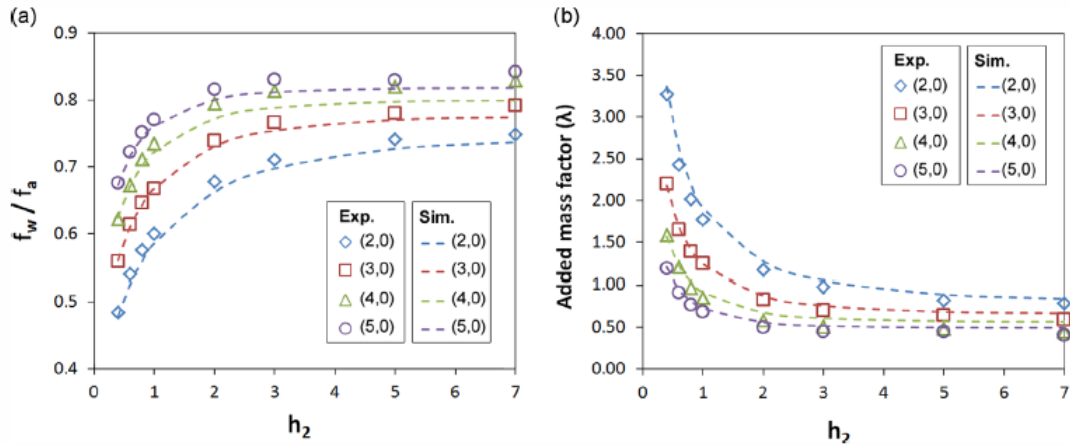 (a)
0.9
0.8
0.7
0.6
0.5
0.4
f_w / f_a
0 1 2 3 4 5 6 7
h₂
Exp. Sim.
(2,0) (2,0)
(3,0) (3,0)
(4,0) (4,0)
(5,0) (5,0)
(b)
4.00
3.50
3.00
2.50
2.00
1.50
1.00
0.50
0.00
Added mass factor (λ)
0 1 2 3 4 5 6 7
h₂
Exp. Sim.
(2,0) (2,0)
(3,0) (3,0)
(4,0) (4,0)
(5,0) (5,0)